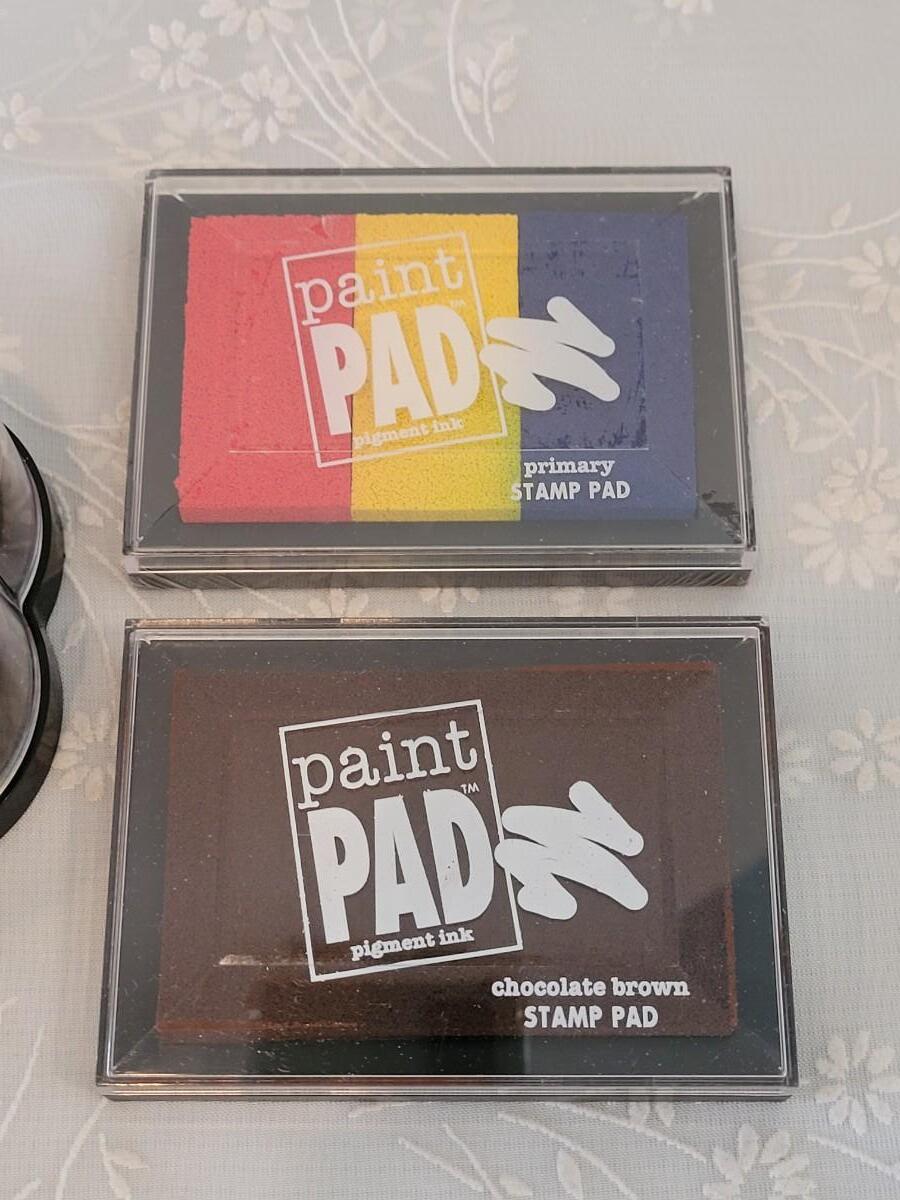 paint
PAD™
pigment ink
primary
STAMP PAD
paint
PAD™
pigment ink
chocolate brown
STAMP PAD